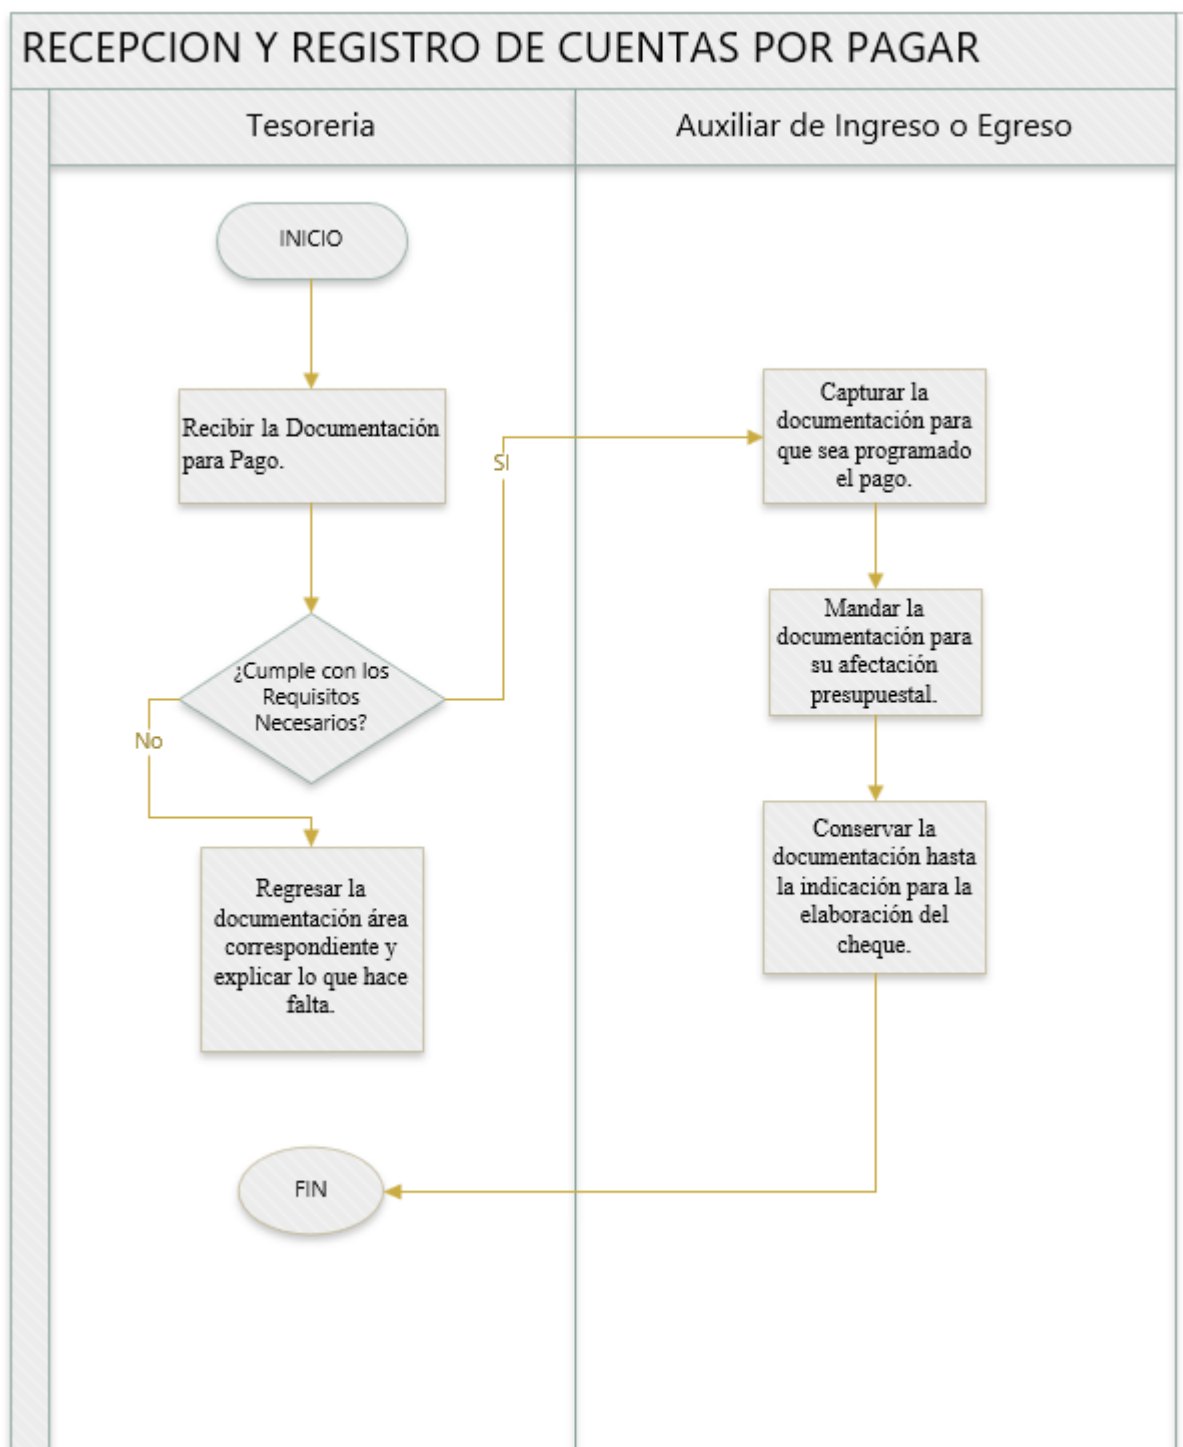 RECEPCION Y REGISTRO DE CUENTAS POR PAGAR
Tesoreria
Auxiliar de Ingreso o Egreso
INICIO
Recibir la Documentación
para Pago.
¿Cumple con los
Requisitos
Necesarios?
No
SI
Regresar la
documentación área
correspondiente y
explicar lo que hace
falta.
Capturar la
documentación para
que sea programado
el pago.
Mandar la
documentación para
su afectación
presupuestal.
Conservar la
documentación hasta
la indicación para la
elaboración del
cheque.
FIN